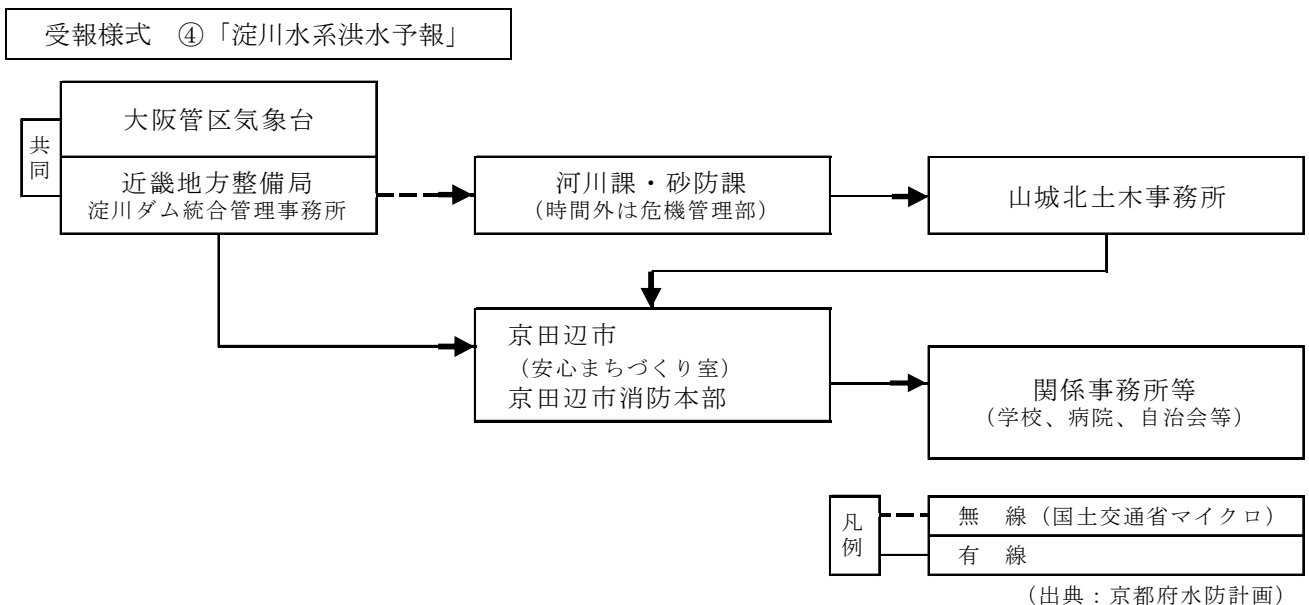 受報様式　④「淀川水系洪水予報」
共同
大阪管区気象台
近畿地方整備局
淀川ダム統合管理事務所
河川課・砂防課
(時間外は危機管理部)
山城北土木事務所
京田辺市
(安心まちづくり室)
京田辺市消防本部
関係事務所等
(学校、病院、自治会等)
凡例
無　線(国土交通省マイクロ)
有　線
(出典:京都府水防計画)